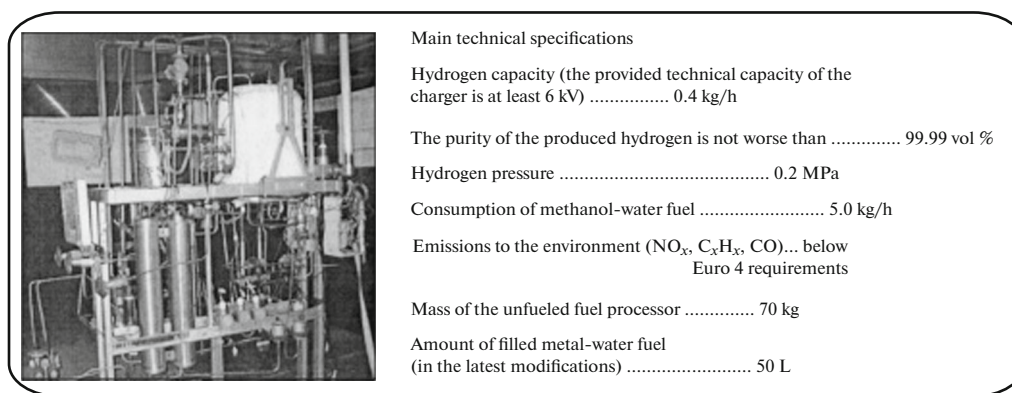 Main technical specifications
Hydrogen capacity (the provided technical capacity of the
charger is at least 6 kV) ................ 0.4 kg/h
The purity of the produced hydrogen is not worse than .............. 99.99 vol %
Hydrogen pressure .......................................... 0.2 MPa
Consumption of methanol-water fuel ......................... 5.0 kg/h
Emissions to the environment (NOₓ, CₓHₓ, CO)... below
Euro 4 requirements
Mass of the unfueled fuel processor .............. 70 kg
Amount of filled metal-water fuel
(in the latest modifications) ......................... 50 L